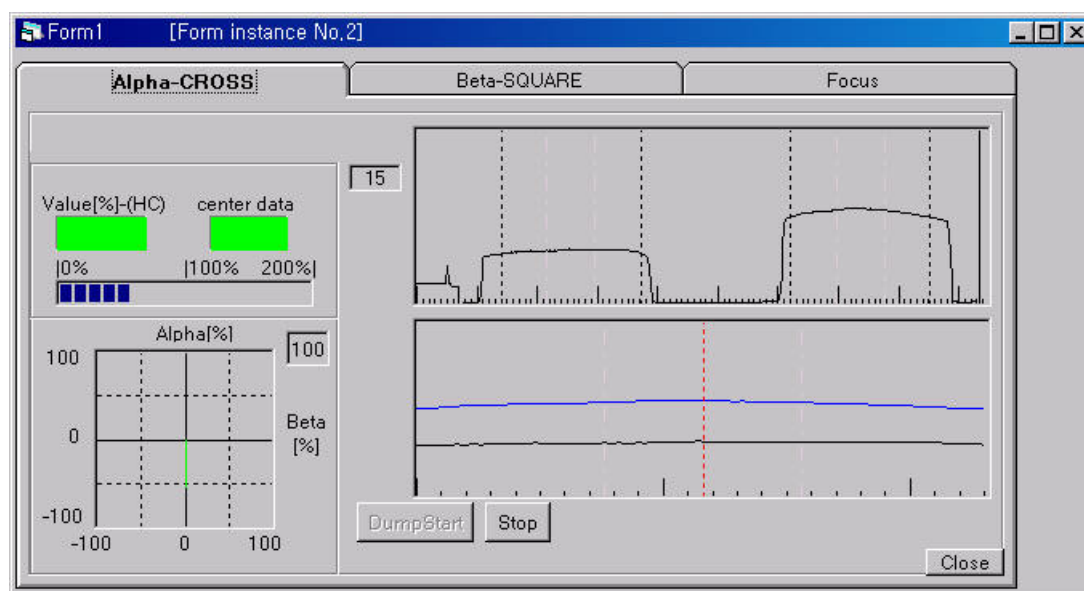 Form1 [Form instance No,2]
Alpha-CROSS Beta-SQUARE Focus
15
Value[%]-(HC) center data
|0% |100% 200%|
Alpha[%]
100
100
0
Beta
[%]
-100
-100 0 100
DumpStart Stop
Close